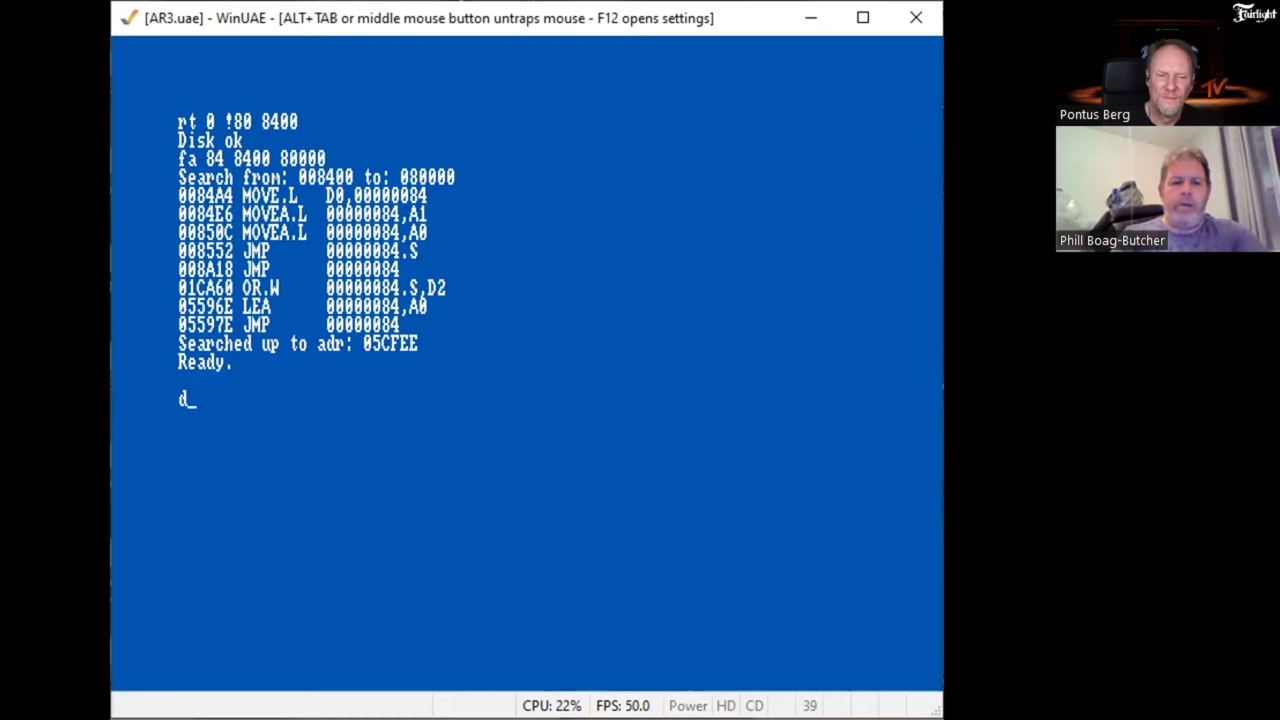 [AR3.uae] - WinUAE - [ALT+TAB or middle mouse button untraps mouse - F12 opens settings]
Fairlight
TV
Pontus Berg
Phill Boag-Butcher
rt 0 !80 8400
Disk ok
fa 84 8400 80000
Search from: 008400 to: 080000
0084A4 MOVE.L D0,00000084
0084E6 MOVEA.L 00000084,A1
00850C MOVEA.L 00000084,A0
008552 JMP 00000084.S
008A18 JMP 00000084
01CA60 OR.W 00000084.S,D2
05596E LEA 00000084,A0
05597E JMP 00000084
Searched up to adr: 05CFEE
Ready.
d_
CPU: 22% FPS: 50.0 Power HD CD 39